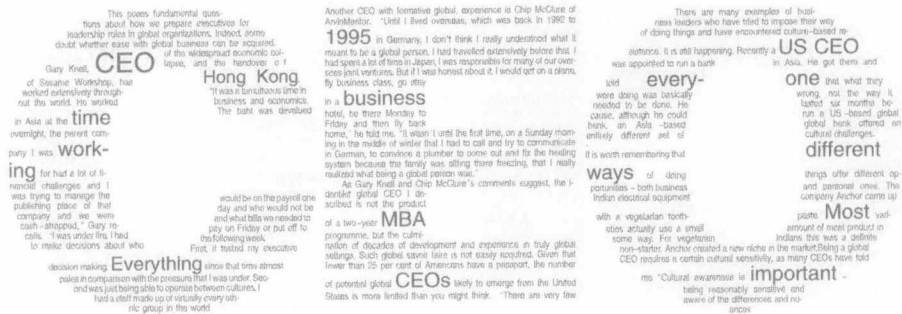 This poses fundamental ques-
tions about how we prepare executives for
leadership roles in global organizations. Indeed, some
doubt whether ease with global business can be acquired.
Gary Knell, CEO of the widespread economic col-
lapse, and the handover of
of Sesame Workshop, has Hong Kong.
worked extensively through- "It was a tumultuous time in
out the world. He worked business and economics.
in Asia at the time The baht was devalued
overnight, the parent com-
pany I was work-
ing for had a lot of fi-
nancial challenges and I
was trying to manage the would be on the payroll one
publishing piece of that day and who would not be
company and we were and what bills we needed to
cash-strapped," Gary re- pay on Friday or put off to
calls. "I was under fire. I had the following week.
to make decisions about who First, it tested my executive
decision making. Everything since that time almost
pales in comparison with the pressure that I was under. Sec-
ond was just being able to operate between cultures. I
had a staff made up of virtually every eth-
nic group in the world
Another CEO with formative global, experience is Chip McClure of
ArvinMeritor. "Until I lived overseas, which was back in 1992 to
1995 in Germany, I don't think I really understood what it
meant to be a global person. I had travelled extensively before that. I
had spent a lot of time in Japan, I was responsible for many of our over-
seas joint ventures. But if I was honest about it, I would get on a plane,
fly business class, go stay
in a business
hotel, be there Monday to
Friday and then fly back
home," he told me. "It wasn't until the first time, on a Sunday morn-
ing in the middle of winter that I had to call and try to communicate
in German, to convince a plumber to come out and fix the heating
system because the family was sitting there freezing, that I really
realized what being a global person was."
As Gary Knell and Chip McClure's comments suggest, the i-
dentikit global CEO I de-
scribed is not the product
of a two-year MBA
programme, but the culmi-
nation of decades of development and experience in truly global
settings. Such global savoir faire is not easily acquired. Given that
fewer than 25 per cent of Americans have a passport, the number
of potential global CEOs likely to emerge from the United
States is more limited than you might think. "There are very few
There are many examples of busi-
ness leaders who have tried to impose their way
of doing things and have encountered culture-based re-
sistance. It is still happening. Recently a US CEO
was appointed to run a bank in Asia. He got them and
told every- one that what they
were doing was basically wrong, not the way it
needed to be done. He lasted six months be-
cause, although he could run a US-based global
bank, an Asia-based global bank offered an
entirely different set of cultural challenges.
It is worth remembering that different
ways of doing things offer different op-
portunities - both business and personal ones. The
Indian electrical equipment company Anchor came up
with a vegetarian tooth- paste. Most vari-
eties actually use a small amount of meat product in
some way. For vegetarian Indians this was a definite
non-starter. Anchor created a new niche in the market.Being a global
CEO requires a certain cultural sensitivity, as many CEOs have told
me. "Cultural awareness is important -
being reasonably sensitive and
aware of the differences and nu-
ances